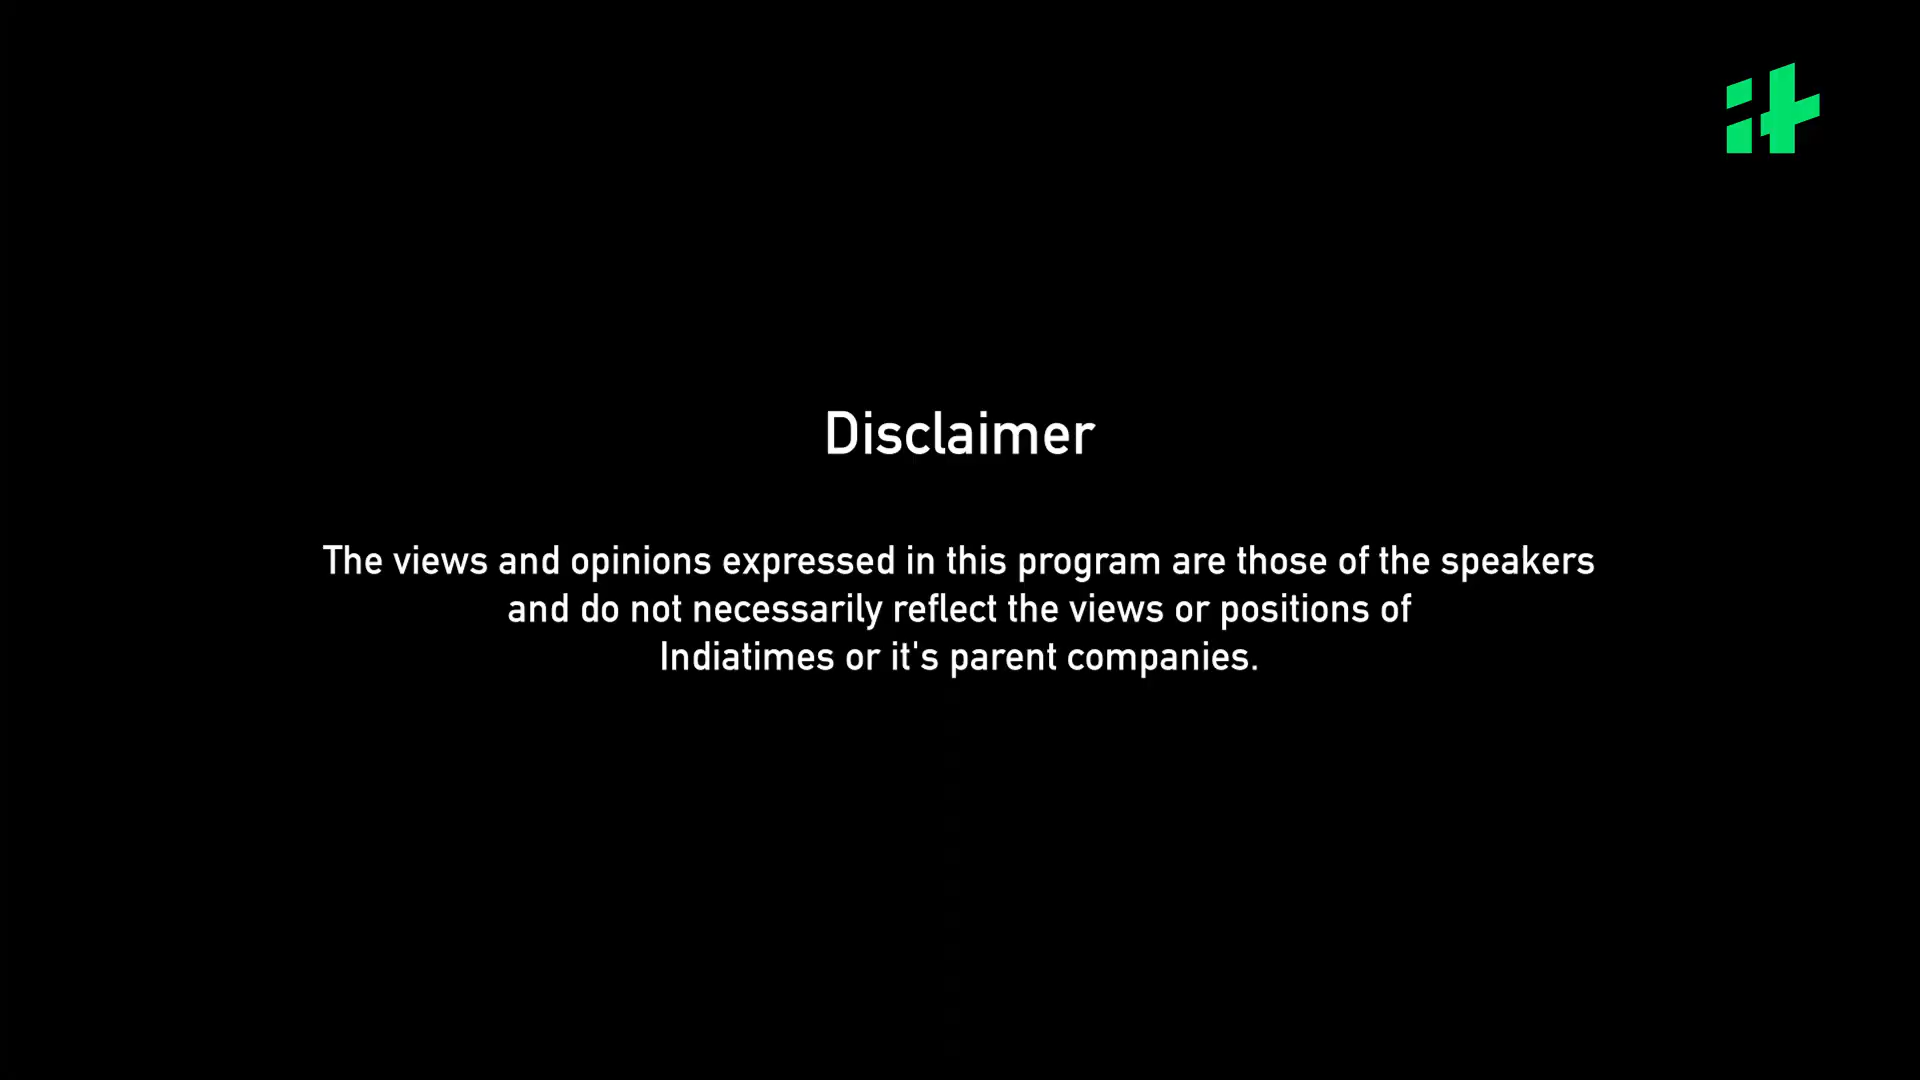 it
Disclaimer
The views and opinions expressed in this program are those of the speakers
and do not necessarily reflect the views or positions of
Indiatimes or it's parent companies.